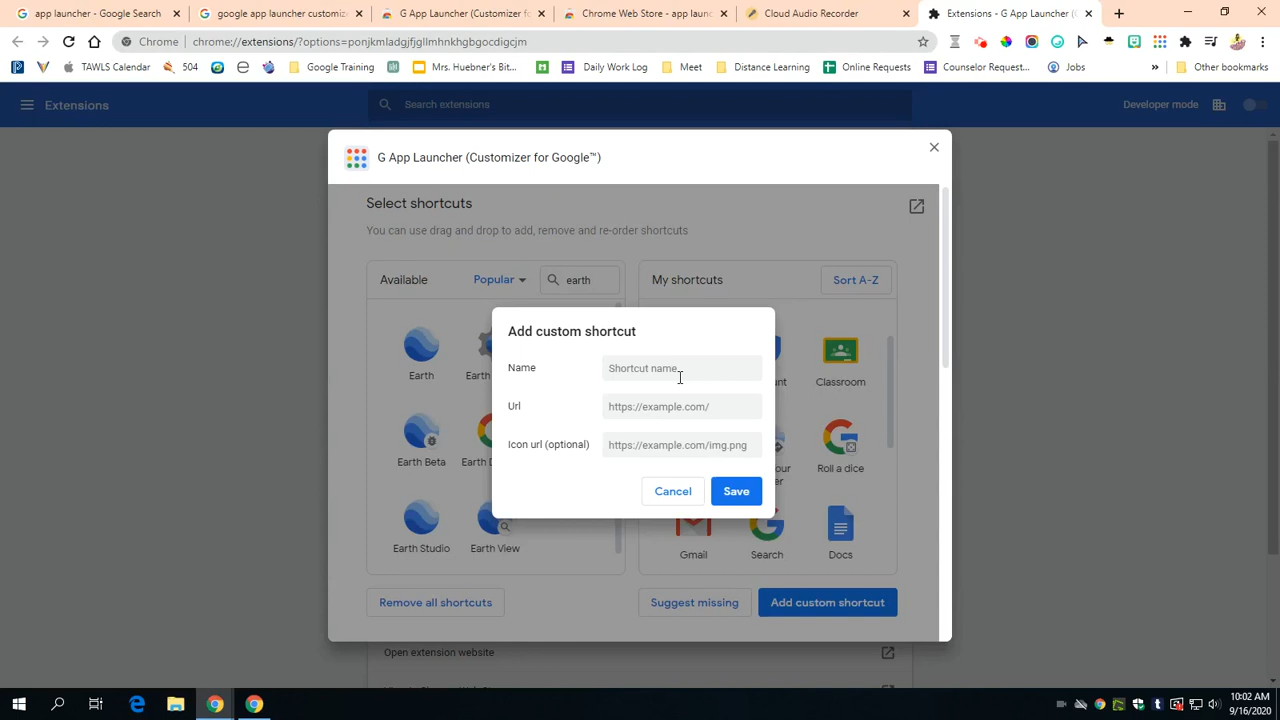 app launcher - Google Search
google app launcher customize
G App Launcher (Customizer for
Chrome Web Store - app launc
Cloud Audio Recorder
Extensions - G App Launcher (C
Chrome
chrome://extensions/?options=ponjkmladgjfjgllmhnkhgbgocdigcjm
TAWLS Calendar
504
Google Training
Mrs. Huebner's Bit...
Daily Work Log
Meet
Distance Learning
Online Requests
Counselor Request...
Jobs
»
Other bookmarks
Extensions
Search extensions
Developer mode
G App Launcher (Customizer for Google™)
Select shortcuts
You can use drag and drop to add, remove and re-order shortcuts
Available
Popular
earth
My shortcuts
Sort A-Z
Add custom shortcut
Name
Shortcut name
Url
https://example.com/
Icon url (optional)
https://example.com/img.png
Cancel
Save
Earth
Classroom
Earth Beta
Roll a dice
Earth Studio
Earth View
Gmail
Search
Docs
Remove all shortcuts
Suggest missing
Add custom shortcut
Open extension website
10:02 AM
9/16/2020